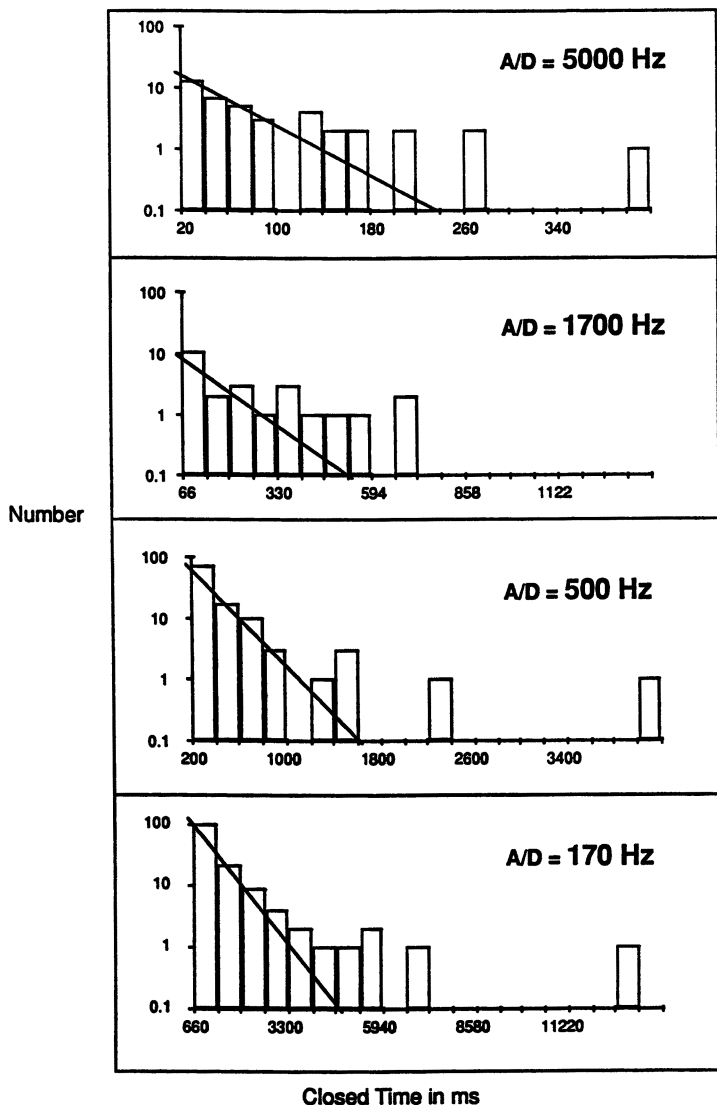 A/D = 5000 Hz
100
10
1
0.1
20 100 180 260 340
A/D = 1700 Hz
100
10
1
0.1
66 330 594 858 1122
Number
A/D = 500 Hz
100
10
1
0.1
200 1000 1800 2600 3400
A/D = 170 Hz
100
10
1
0.1
660 3300 5940 8580 11220
Closed Time in ms